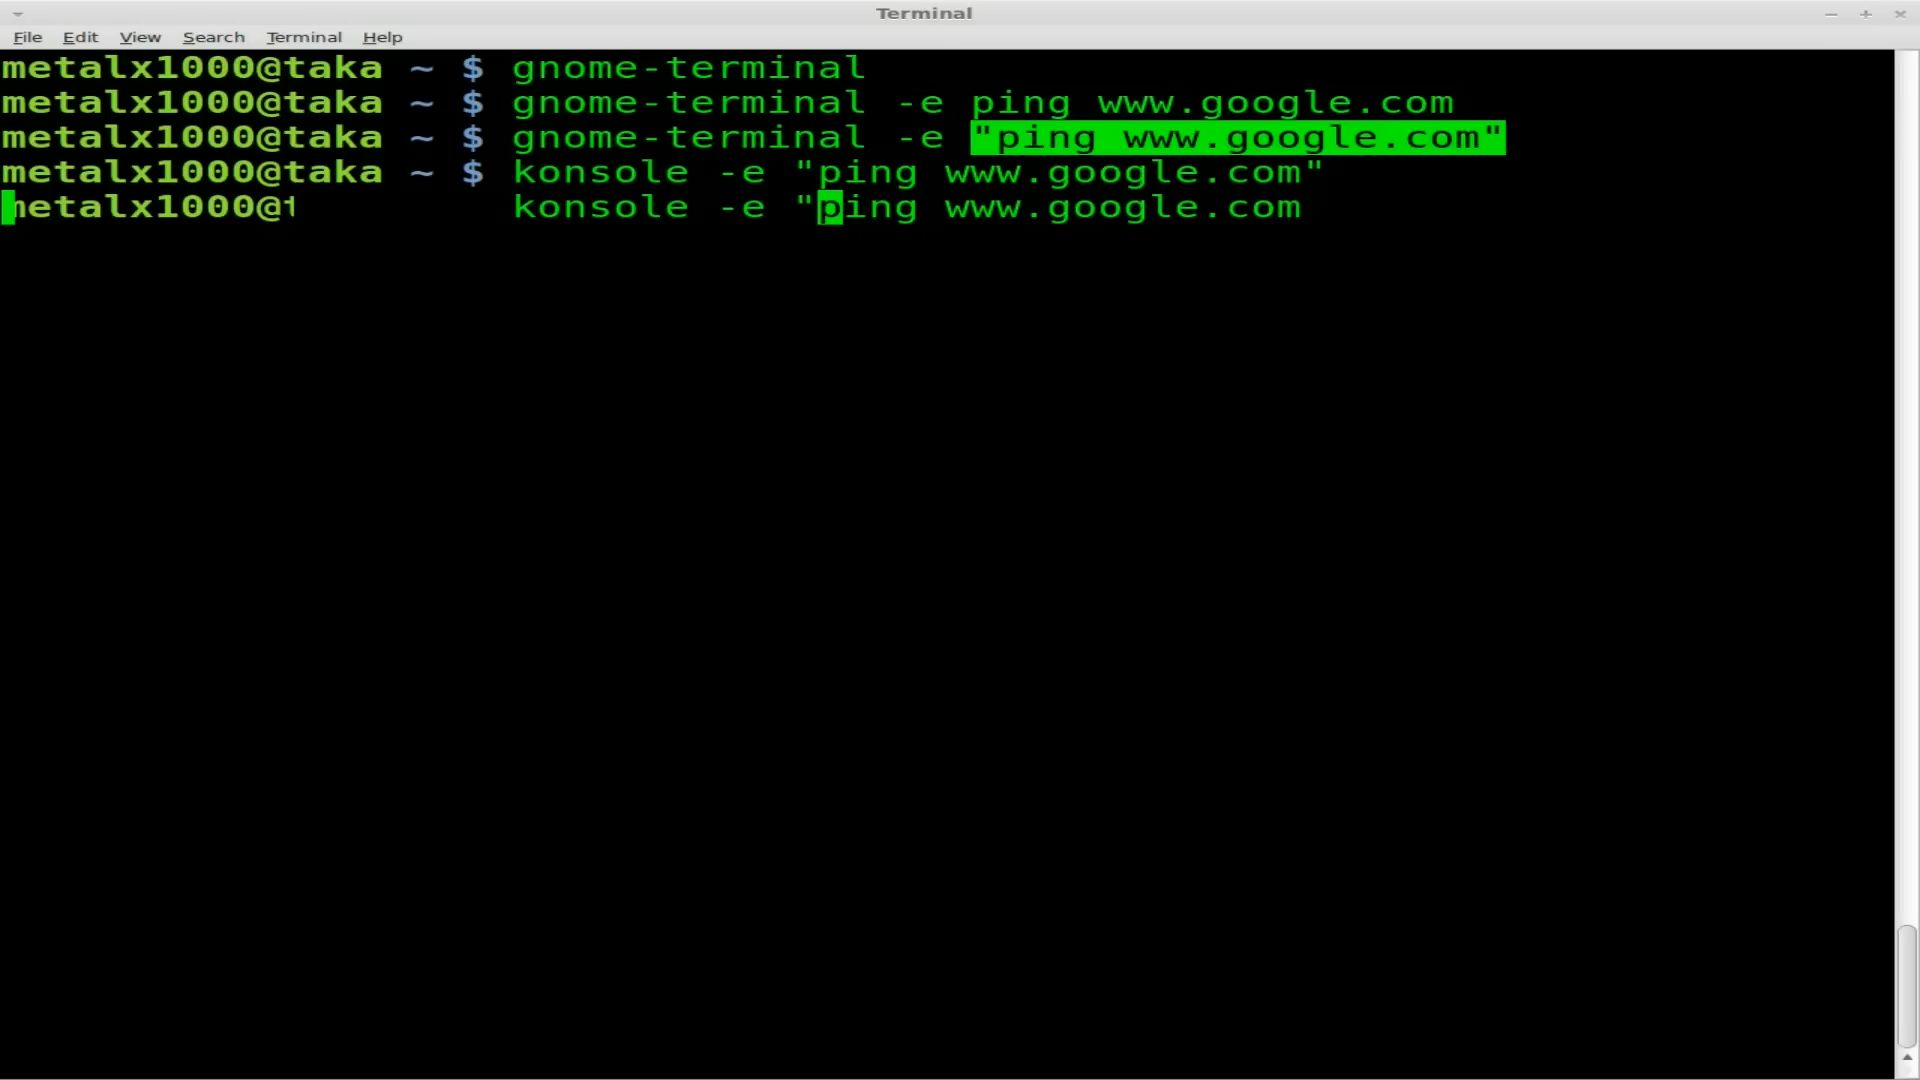 Terminal
File Edit View Search Terminal Help
metalx1000@taka ~ $ gnome-terminal
metalx1000@taka ~ $ gnome-terminal -e ping www.google.com
metalx1000@taka ~ $ gnome-terminal -e "ping www.google.com"
metalx1000@taka ~ $ konsole -e "ping www.google.com"
metalx1000@t konsole -e "ping www.google.com